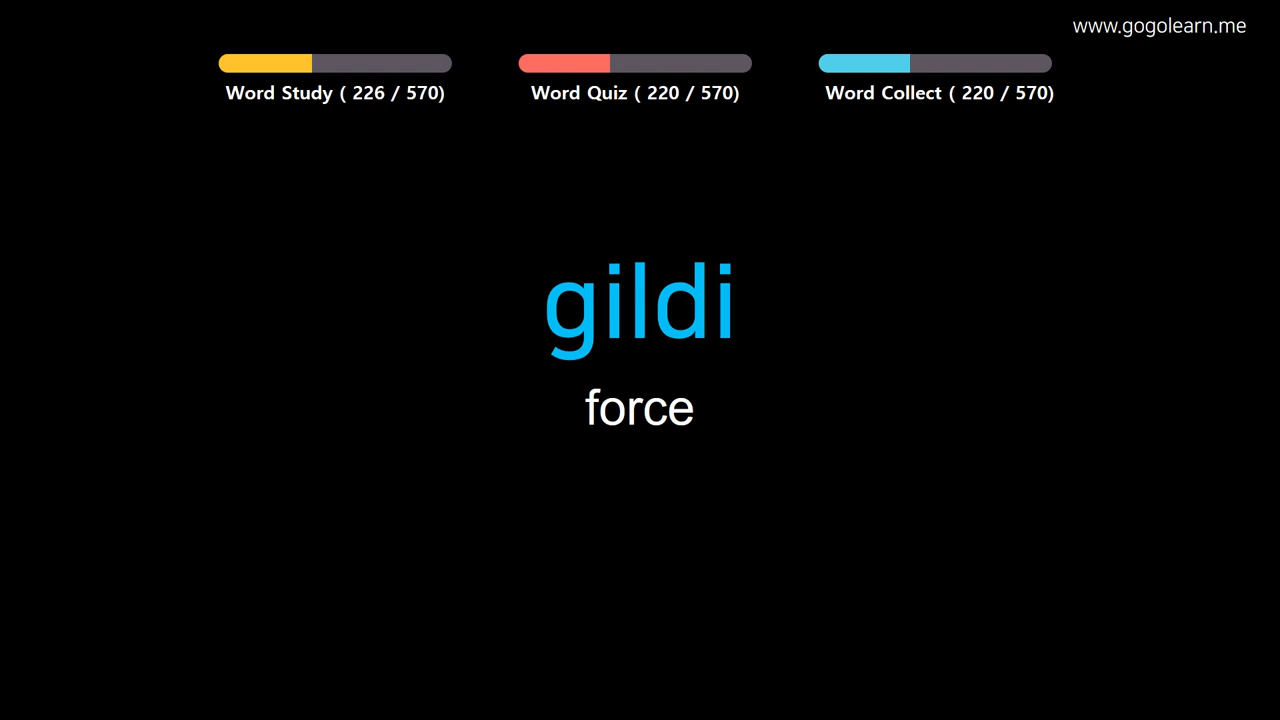 www.gogolearn.me
Word Study ( 226 / 570)
Word Quiz ( 220 / 570)
Word Collect ( 220 / 570)
gildi
force